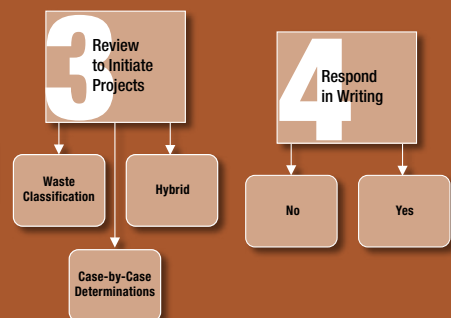 3
Review
to Initiate
Projects
4
Respond
in Writing
Waste
Classification
Hybrid
No
Yes
Case-by-Case
Determinations